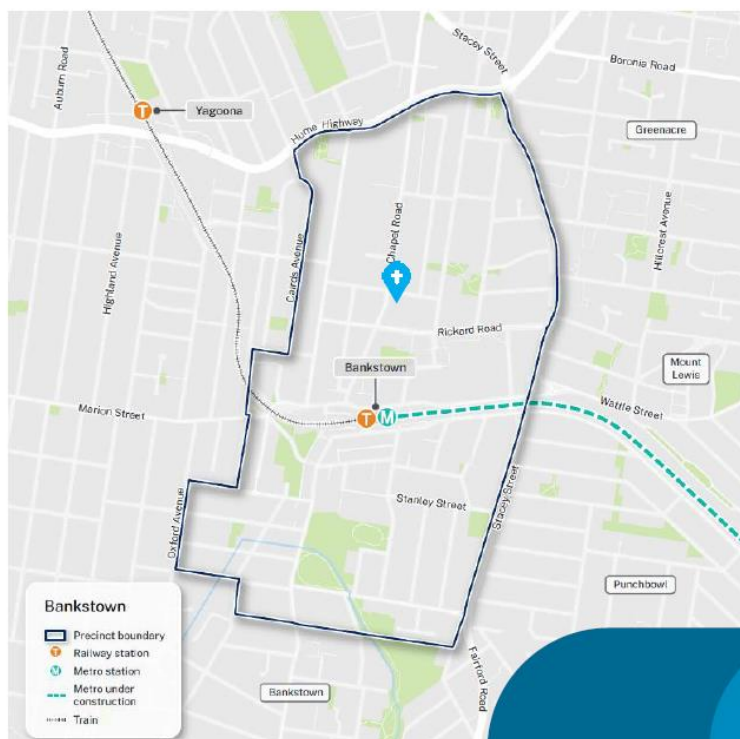 Stacey Street
Boronia Road
Auburn Road
T
Yagoona
Hume Highway
Greenacre
Highland Avenue
Cairds Avenue
Chapel Road
Hillcrest Avenue
Rickard Road
Bankstown
Mount
Lewis
Marion Street
T
M
Wattle Street
Stanley Street
Stacey Street
Oxford Avenue
Punchbowl
Bankstown
Precinct boundary
T
Railway station
M
Metro station
Metro under
construction
Train
Bankstown
Fairford Road